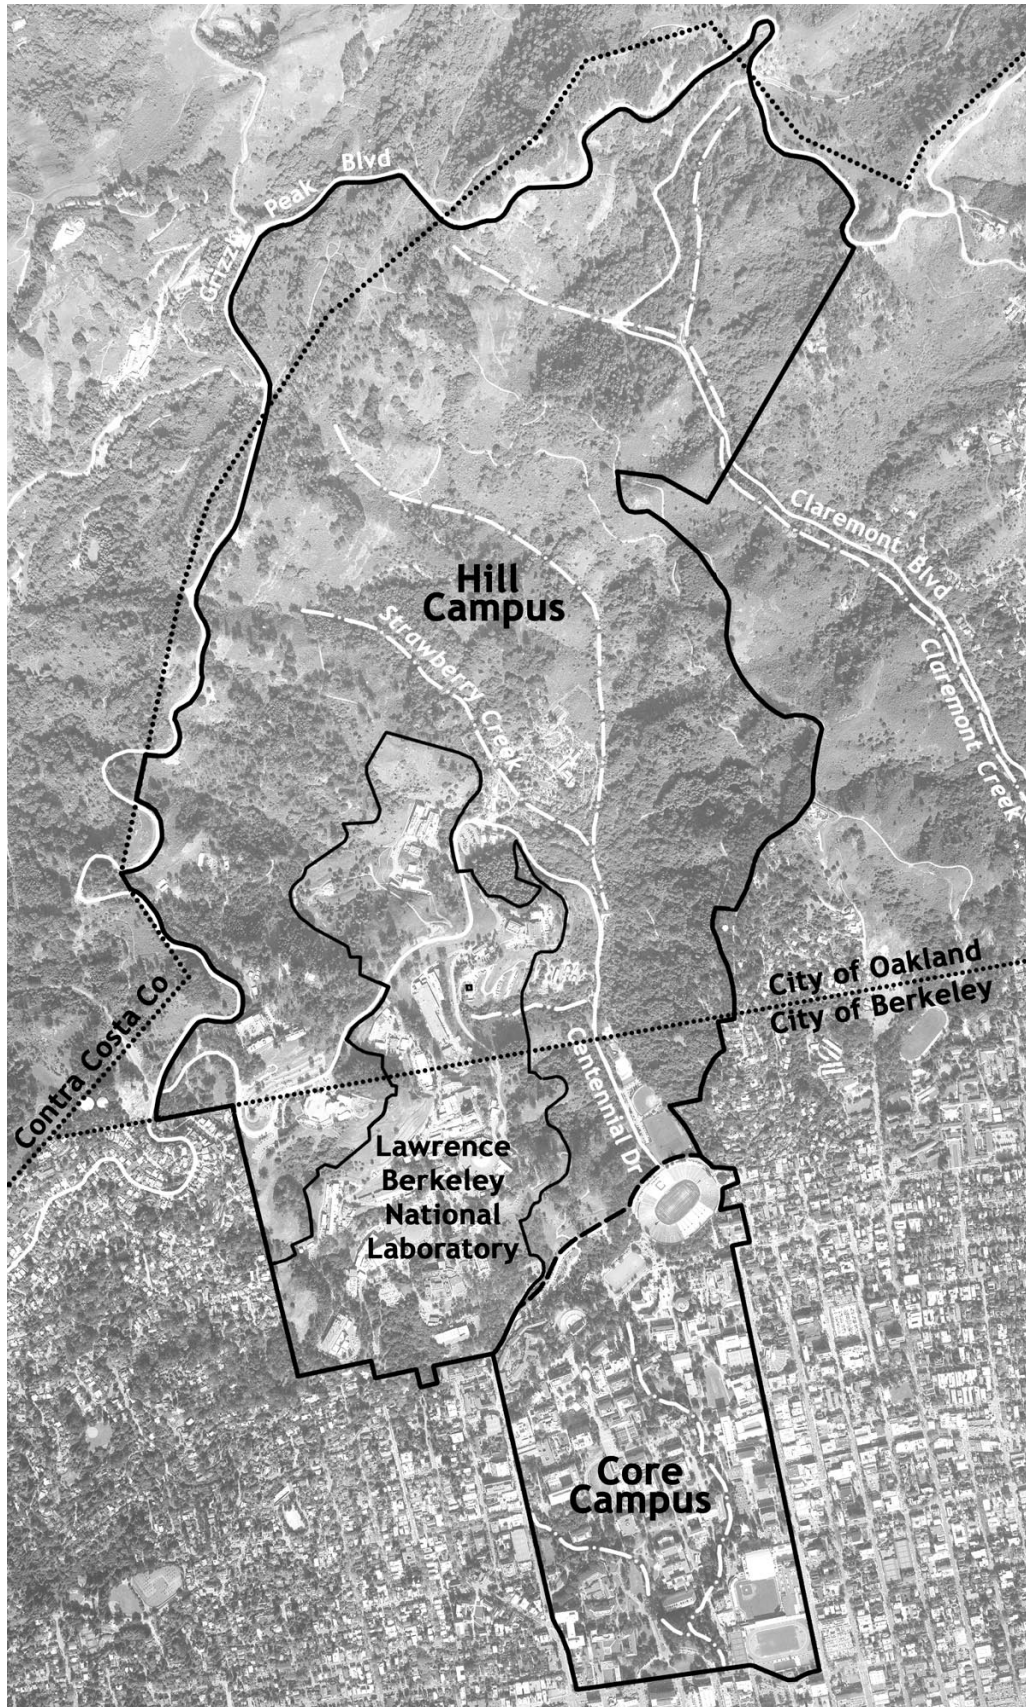 Grizzly Peak Blvd
Hill
Campus
Claremont Blvd
Claremont Creek
Strawberry Creek
City of Oakland
City of Berkeley
Contra Costa Co
Centennial Dr
Lawrence
Berkeley
National
Laboratory
Core
Campus